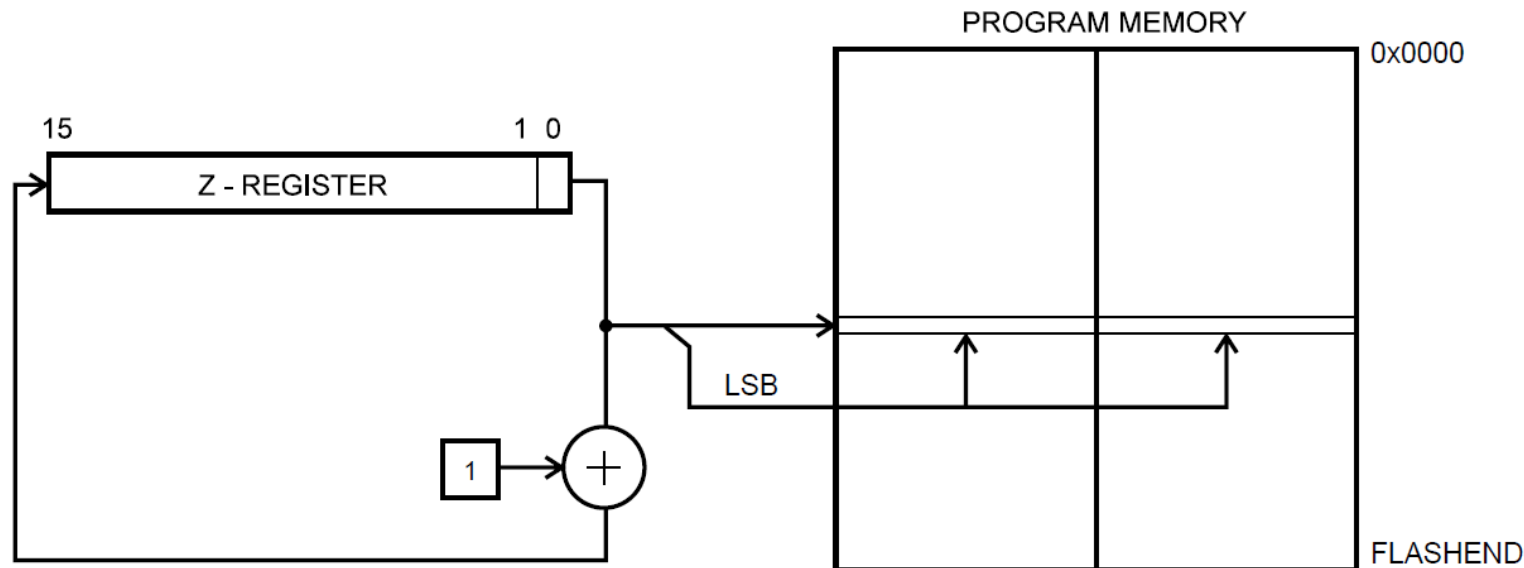 PROGRAM MEMORY
0x0000
15 1 0
Z - REGISTER
LSB
1
FLASHEND